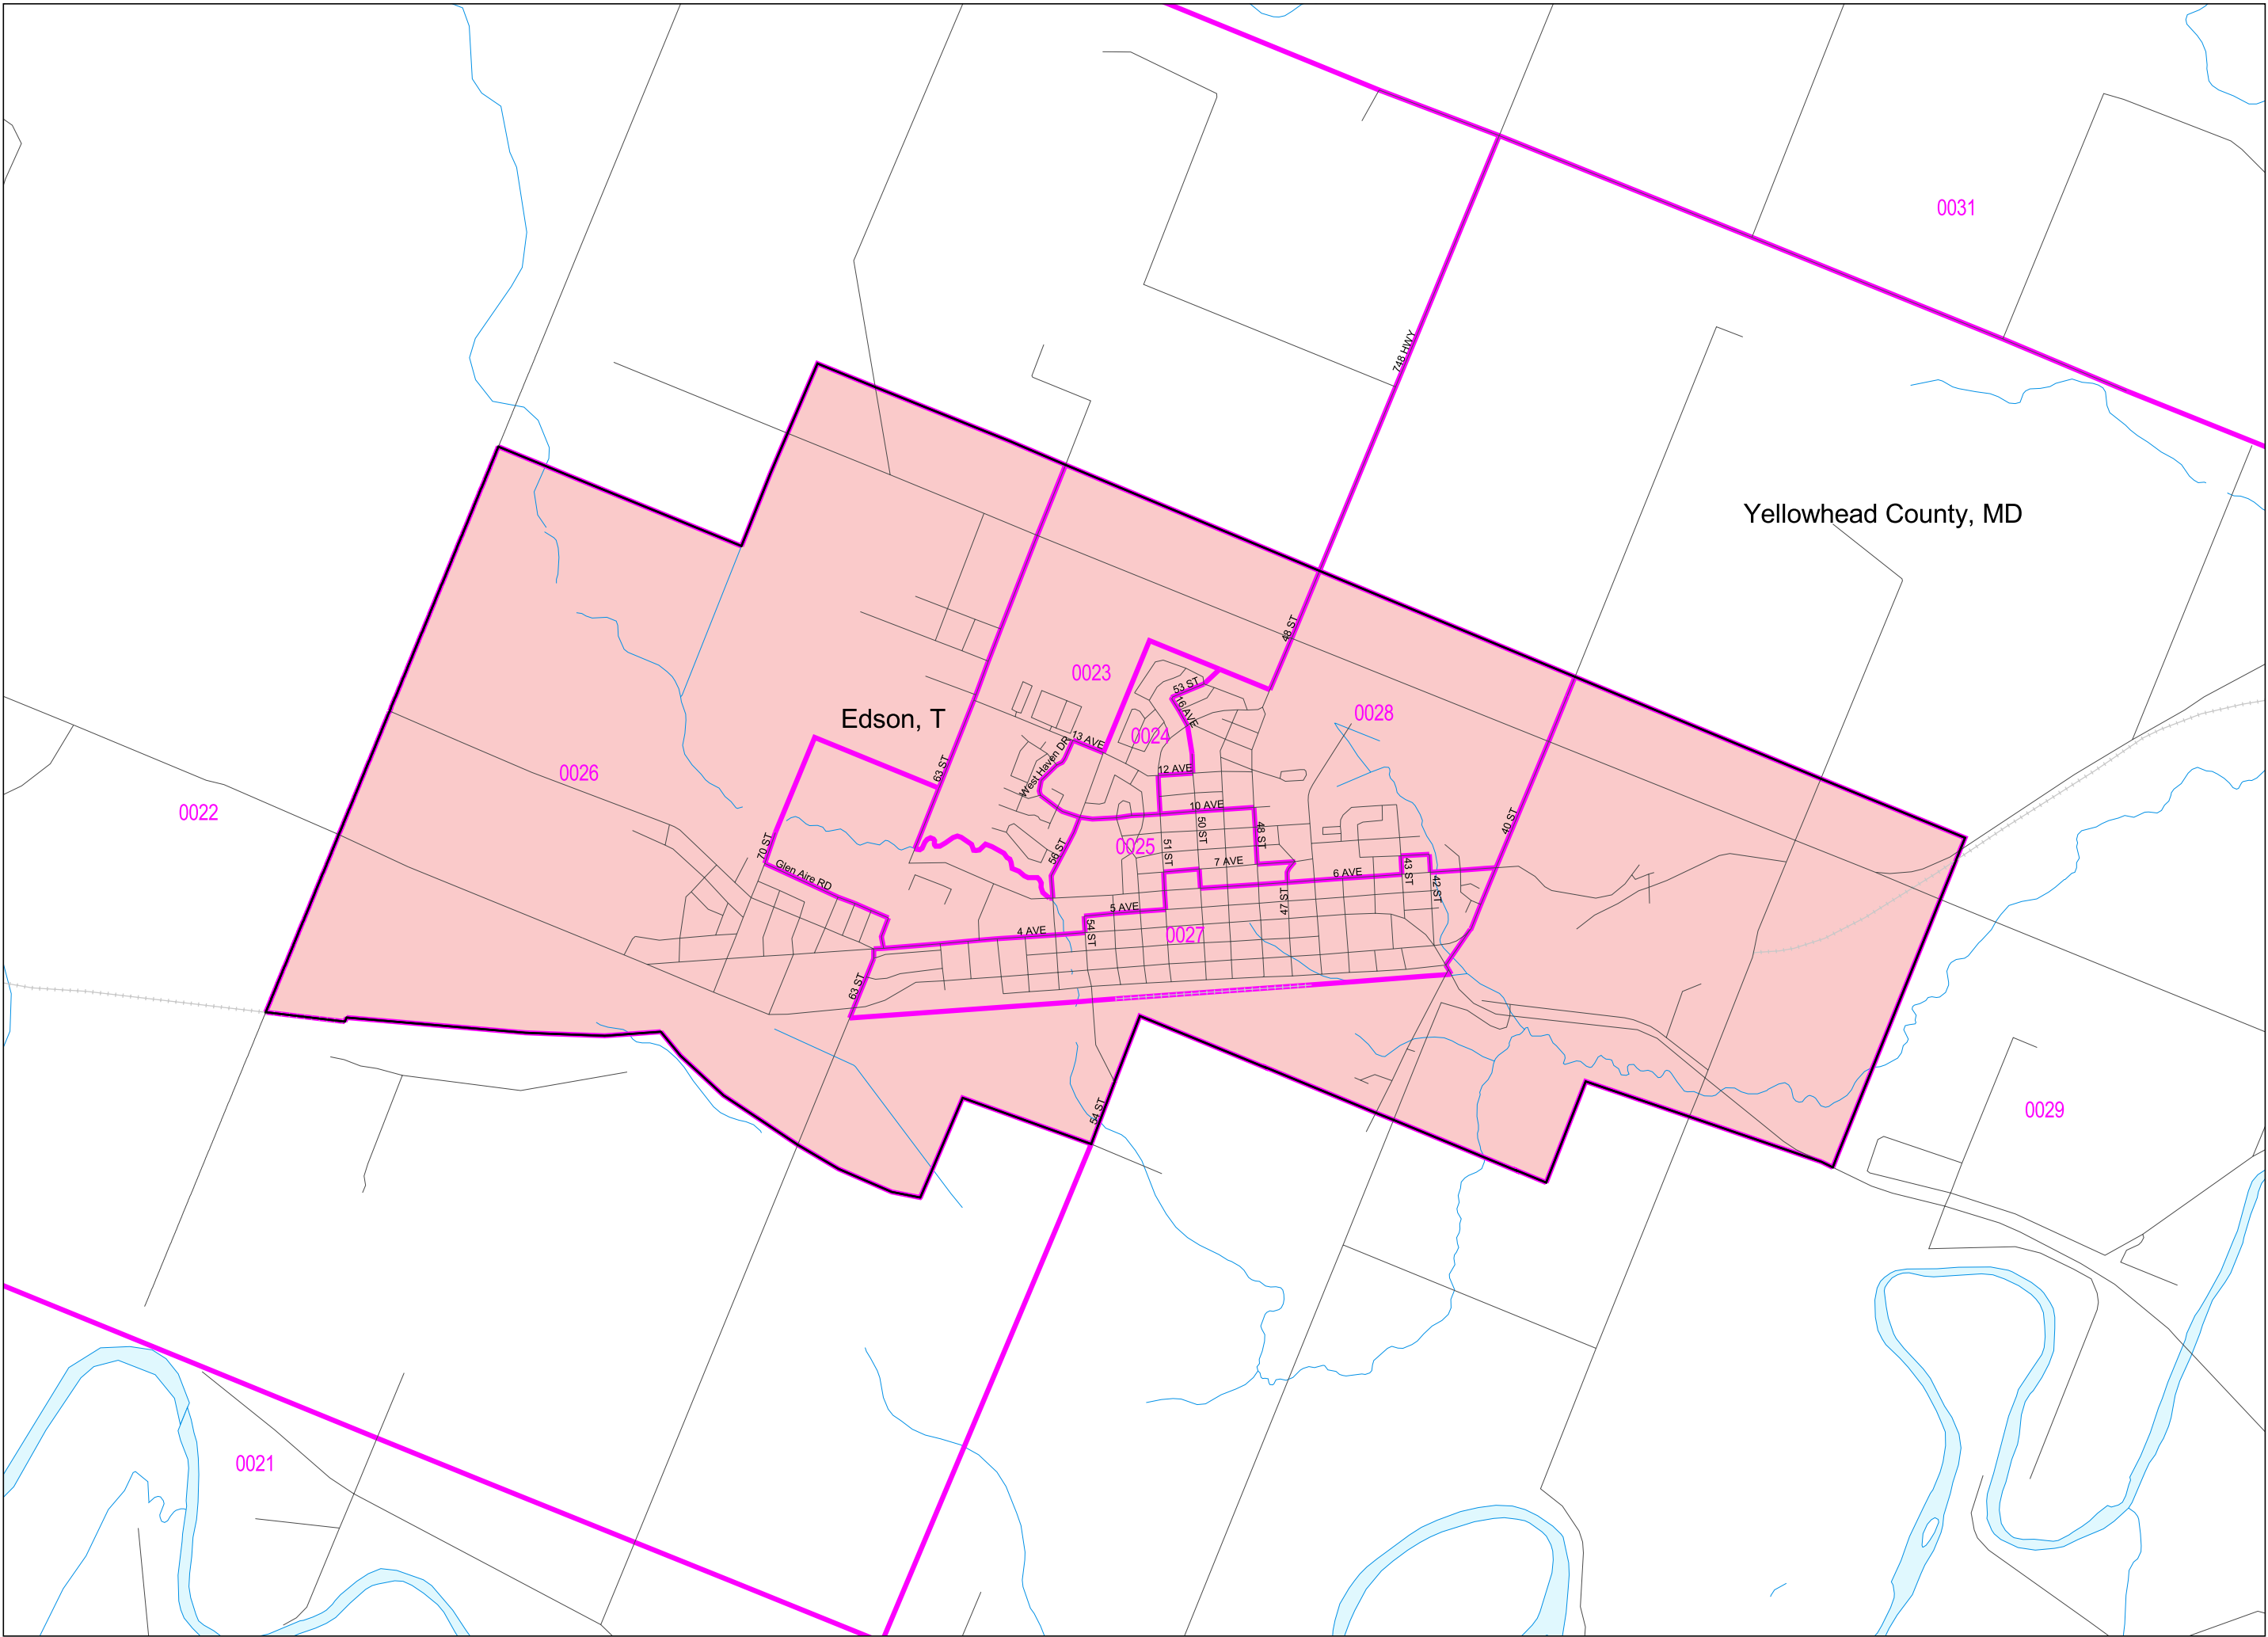 0031
748 HWY
Yellowhead County, MD
48 ST
0023
53 ST
16 AVE
0028
Edson, T
0024
13 AVE
West Haven DR
63 ST
12 AVE
0026
10 AVE
0022
40 ST
50 ST
48 ST
0025
56 ST
51 ST
70 ST
7 AVE
43 ST
6 AVE
Glen Aire RD
42 ST
47 ST
5 AVE
4 AVE
54 ST
0027
63 ST
54 ST
0029
0021